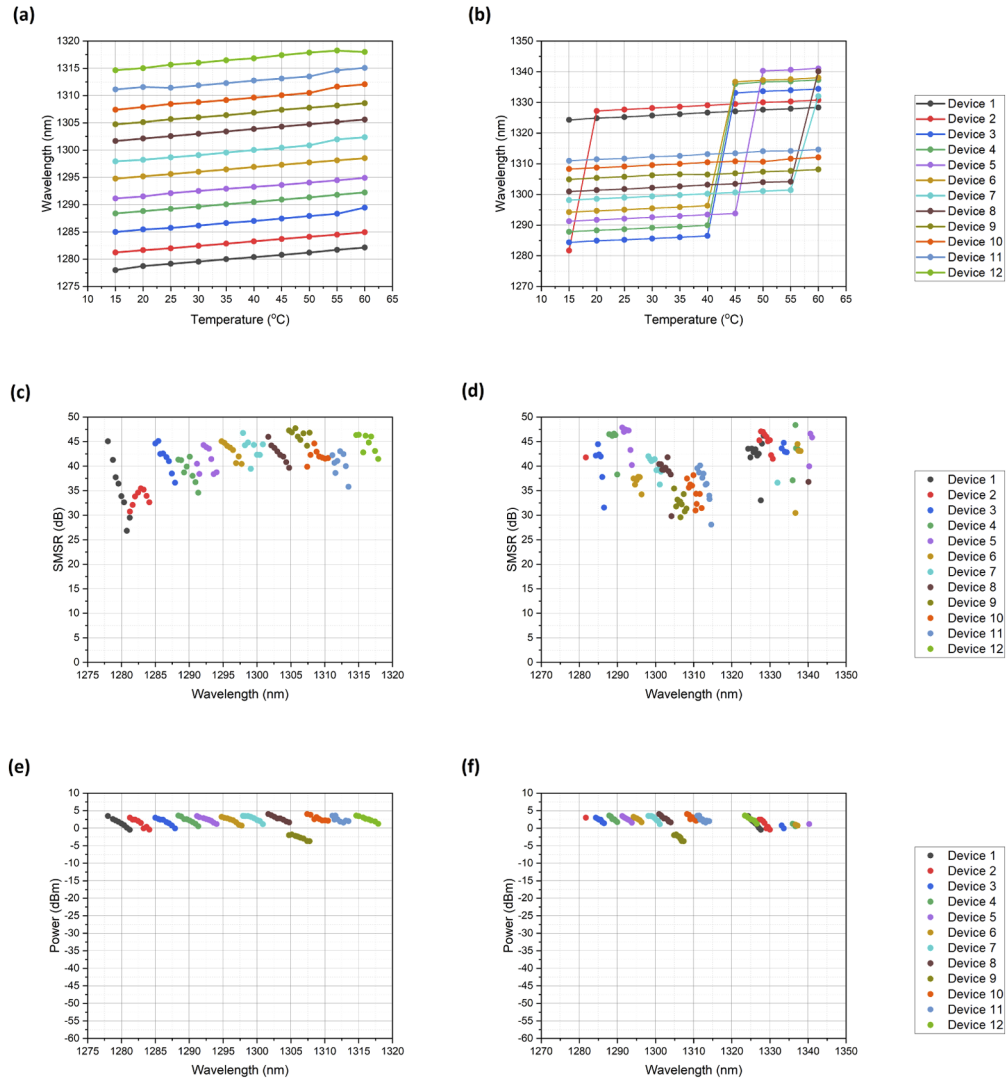 (a)
(b)
1320
1315
1310
1305
1300
1295
1290
1285
1280
1275
Wavelength (nm)
10 15 20 25 30 35 40 45 50 55 60 65
Temperature (°C)
1350
1340
1330
1320
1310
1300
1290
1280
1270
Wavelength (nm)
10 15 20 25 30 35 40 45 50 55 60 65
Temperature (°C)
Device 1
Device 2
Device 3
Device 4
Device 5
Device 6
Device 7
Device 8
Device 9
Device 10
Device 11
Device 12
(c)
(d)
50
45
40
35
30
25
20
15
10
5
0
SMSR (dB)
1275 1280 1285 1290 1295 1300 1305 1310 1315 1320
Wavelength (nm)
50
45
40
35
30
25
20
15
10
5
0
SMSR (dB)
1270 1280 1290 1300 1310 1320 1330 1340 1350
Wavelength (nm)
Device 1
Device 2
Device 3
Device 4
Device 5
Device 6
Device 7
Device 8
Device 9
Device 10
Device 11
Device 12
(e)
(f)
10
5
0
-5
-10
-15
-20
-25
-30
-35
-40
-45
-50
-55
-60
Power (dBm)
1275 1280 1285 1290 1295 1300 1305 1310 1315 1320
Wavelength (nm)
10
5
0
-5
-10
-15
-20
-25
-30
-35
-40
-45
-50
-55
-60
Power (dBm)
1270 1280 1290 1300 1310 1320 1330 1340 1350
Wavelength (nm)
Device 1
Device 2
Device 3
Device 4
Device 5
Device 6
Device 7
Device 8
Device 9
Device 10
Device 11
Device 12